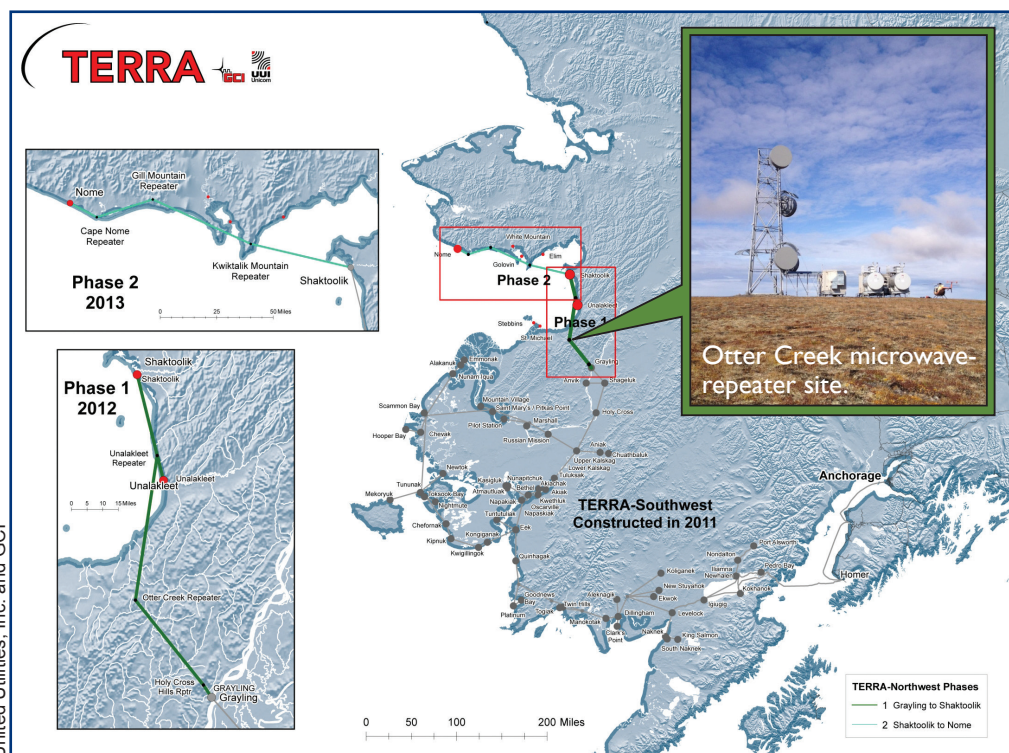 TERRA
GCI
UUI
Unicom
Nome
Gill Mountain
Repeater
Cape Nome
Repeater
Kwiktalik Mountain
Repeater
Shaktoolik
Phase 2
2013
0 25 50 Miles
Phase 1
2012
Shaktoolik
Shaktoolik
Unalakleet
Repeater
Unalakleet
Unalakleet
0 5 10 15 Miles
Otter Creek Repeater
Holy Cross
Hills Rptr
GRAYLING
Grayling
United Utilities, Inc. and GCI
White Mountain
Nome
Golovin
Elim
Phase 2
Shaktoolik
Unalakleet
Stebbins
Phase 1
St. Michael
Grayling
Otter Creek microwave-
repeater site.
Emmonak
Alakanuk
Nunam Iqua
Anvik
Shageluk
Mountain Village
Scammon Bay
Saint Mary's / Pitkas Point
Holy Cross
Pilot Station
Marshall
Hooper Bay
Chevak
Russian Mission
Aniak
Chuathbaluk
Upper Kalskag
Lower Kalskag
Newtok
Tuluksak
Kasigluk
Nunapitchuk
Mekoryuk
Tununak
Atmautluak
Bethel
Akiachak
Akiak
Toksook Bay
Kwethluk
Nightmute
Napakiak
Oscarville
Napaskiak
Tuntutuliak
Chefornak
Eek
Kongiganak
Kipnuk
Kwigillingok
Quinhagak
TERRA-Southwest
Constructed in 2011
Anchorage
Port Alsworth
Nondalton
Iliamna
Newhalen
Pedro Bay
Homer
Koliganek
New Stuyahok
Kokhanok
Goodnews
Bay
Aleknagik
Ekwok
Igiugig
Platinum
Twin Hills
Togiak
Dillingham
Levelock
Manokotak
Clark's
Point
Naknek
King Salmon
South Naknek
0 50 100 200 Miles
TERRA-Northwest Phases
1 Grayling to Shaktoolik
2 Shaktoolik to Nome